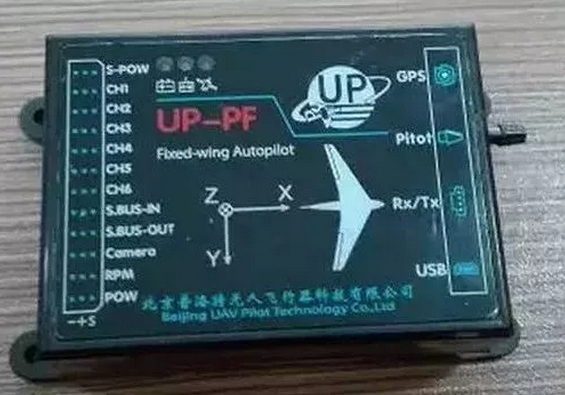 S-POW
CH1
CH2
CH3
CH4
CH5
CH6
S.BUS-IN
S.BUS-OUT
Camera
RPM
POW
-+S
UP
UP-PF
Fixed-wing Autopilot
Z X
Y
GPS
Pitot
Rx/Tx
USB
北京普洛特无人飞行器科技有限公司
Beijing UAV Pilot Technology Co.,Ltd